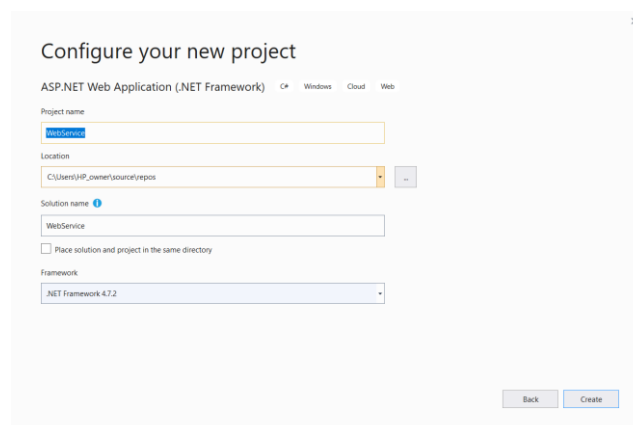 Configure your new project
ASP.NET Web Application (.NET Framework) C# Windows Cloud Web
Project name
WebService
Location
C:\Users\HP_owner\source\repos
...
Solution name i
WebService
Place solution and project in the same directory
Framework
.NET Framework 4.7.2
Back Create